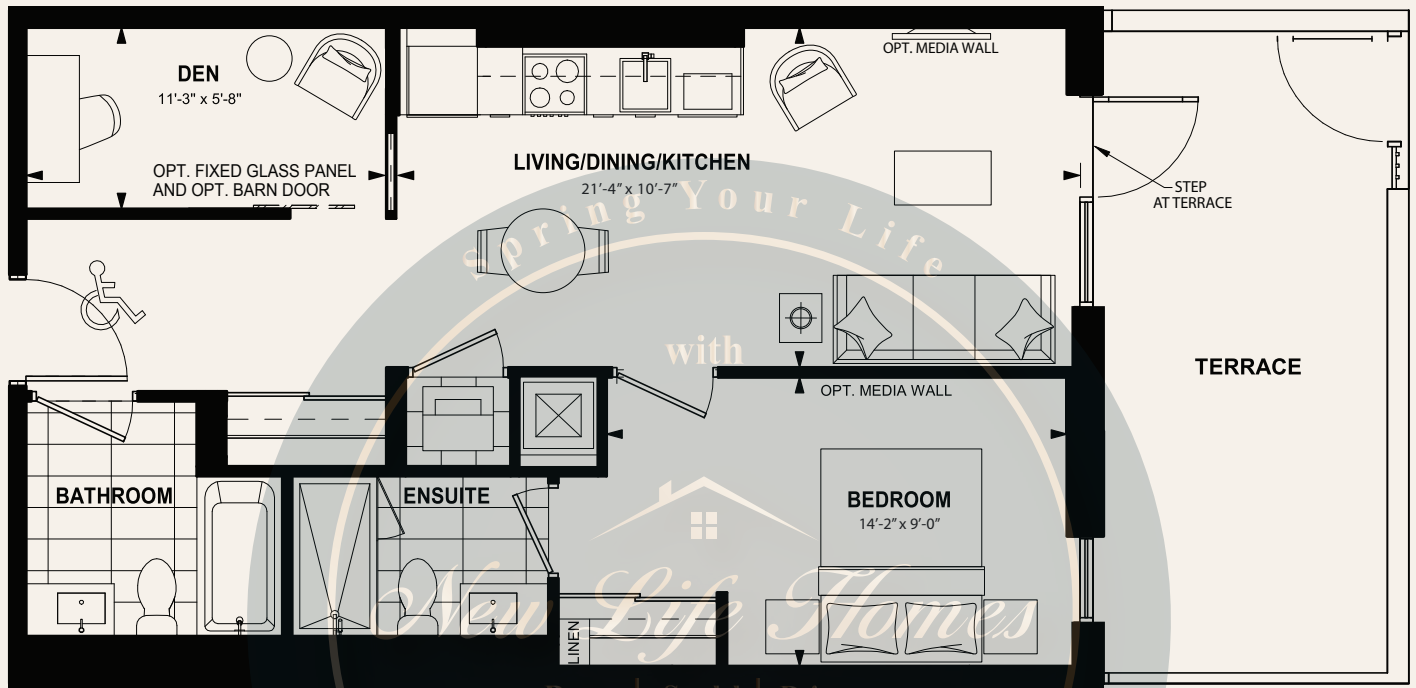 OPT. MEDIA WALL
DEN
11'-3" x 5'-8"
OPT. FIXED GLASS PANEL
AND OPT. BARN DOOR
LIVING/DINING/KITCHEN
21'-4" x 10'-7"
STEP
AT TERRACE
Spring Your Life
with
TERRACE
OPT. MEDIA WALL
BATHROOM
ENSUITE
BEDROOM
14'-2" x 9'-0"
New Life Homes
LINEN